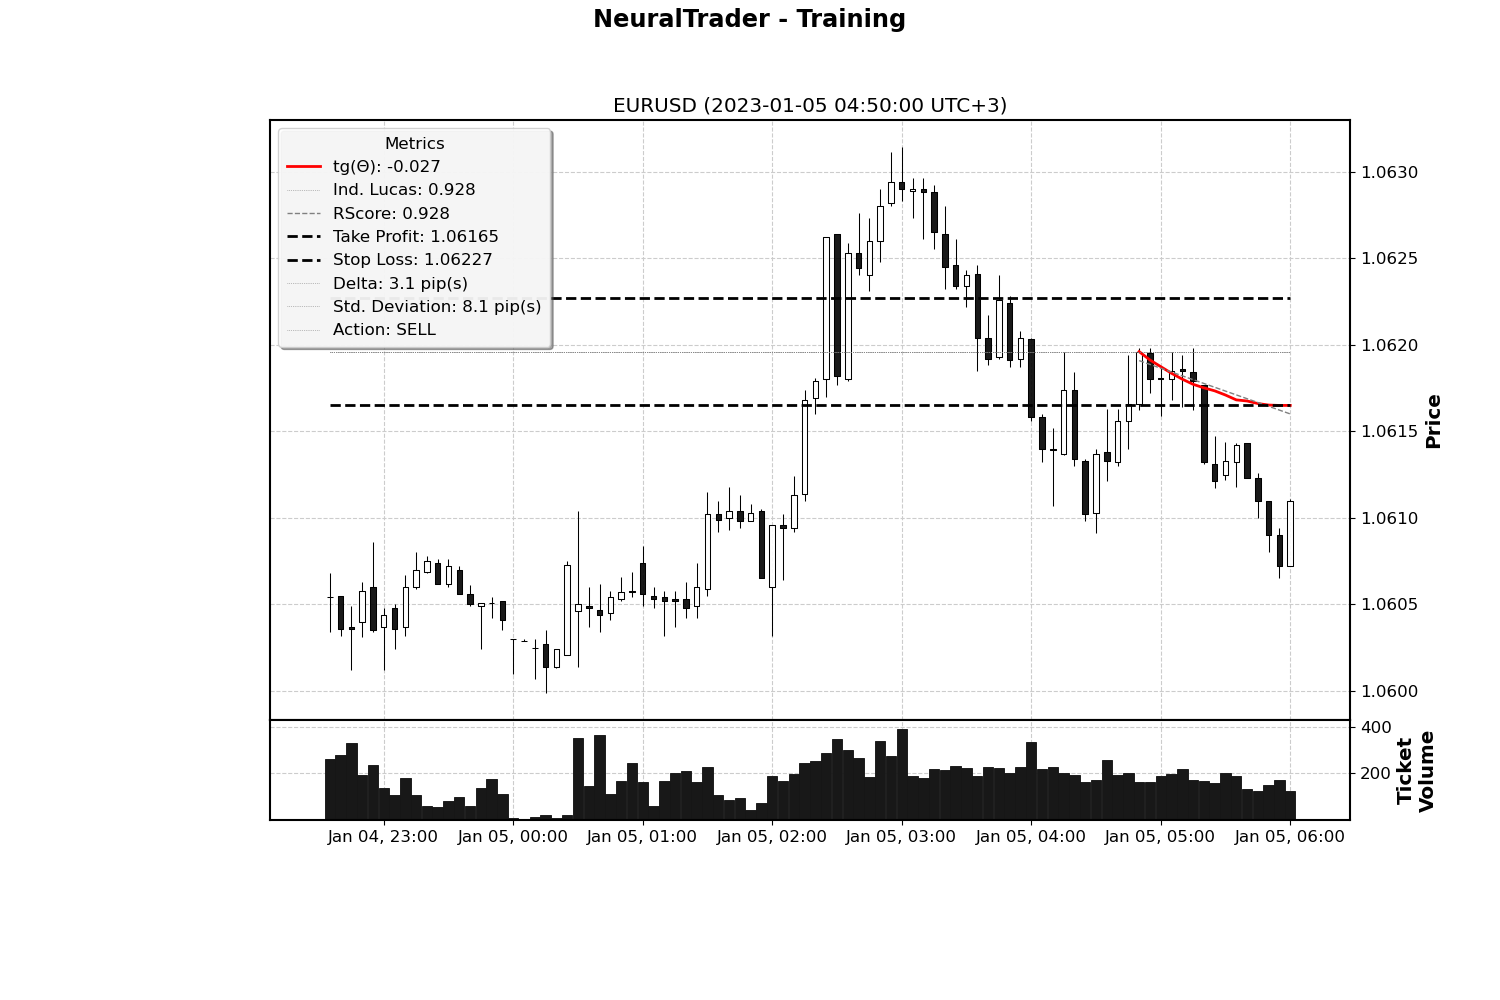 NeuralTrader - Training
EURUSD (2023-01-05 04:50:00 UTC+3)
Metrics
tg(Θ): -0.027
Ind. Lucas: 0.928
RScore: 0.928
Take Profit: 1.06165
Stop Loss: 1.06227
Delta: 3.1 pip(s)
Std. Deviation: 8.1 pip(s)
Action: SELL
1.0630
1.0625
1.0620
1.0615
1.0610
1.0605
1.0600
Price
400
200
Ticket
Volume
Jan 04, 23:00
Jan 05, 00:00
Jan 05, 01:00
Jan 05, 02:00
Jan 05, 03:00
Jan 05, 04:00
Jan 05, 05:00
Jan 05, 06:00